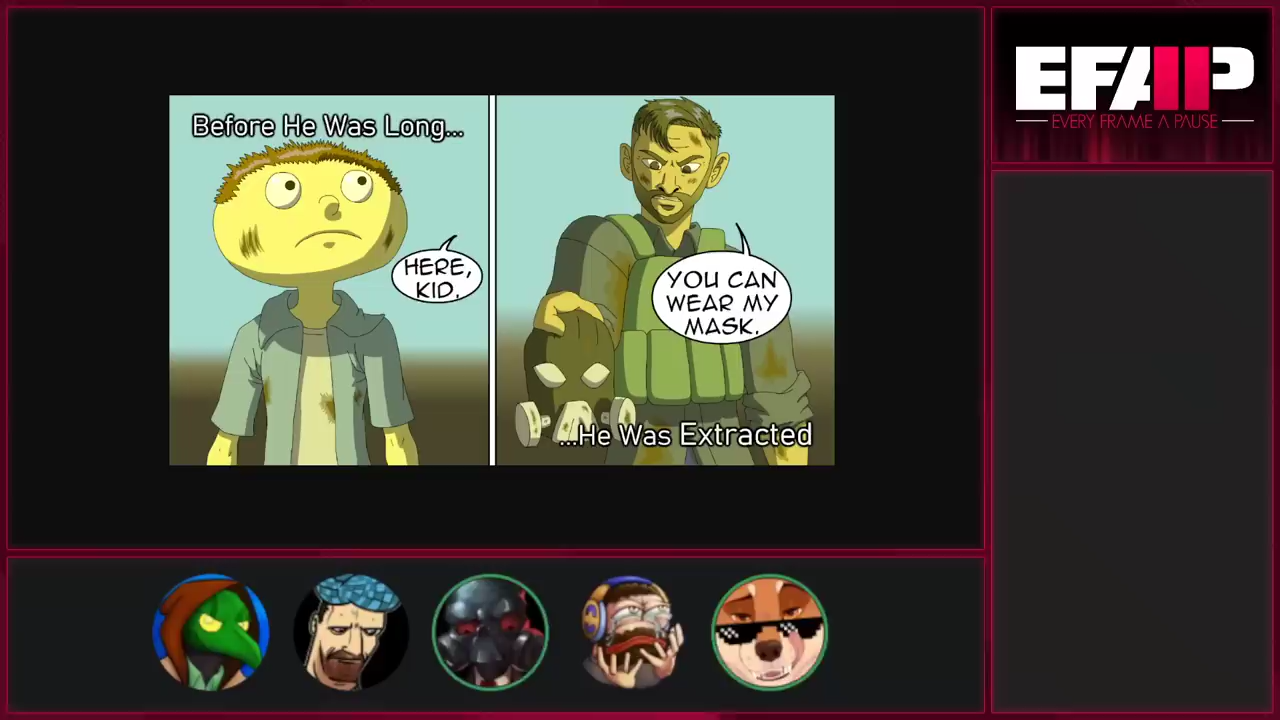 Before He Was Long...
HERE,
KID.
YOU CAN
WEAR MY
MASK.
...He Was Extracted
EFAP
EVERY FRAME A PAUSE